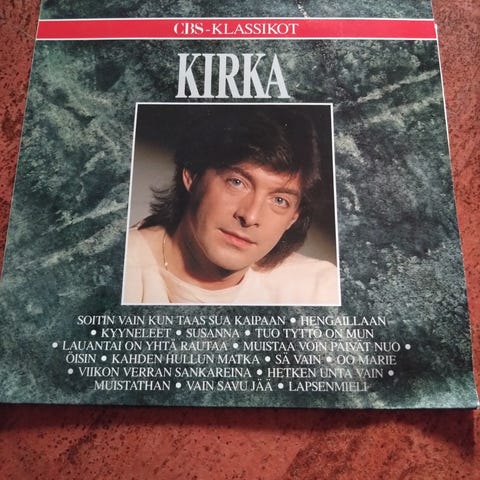 CBS-KLASSIKOT
KIRKA
SOITIN VAIN KUN TAAS SUA KAIPAAN • HENGAILLAAN
• KYYNELEET • SUSANNA • TUO TYTTÖ ON MUN
• LAUANTAI ON YHTÄ RAUTAA • MUISTAA VOIN PÄIVÄT NUO •
ÖISIN • KAHDEN HULLUN MATKA • SÄ VAIN • OO MARIE
• VIIKON VERRAN SANKAREINA • HETKEN UNTA VAIN •
MUISTATHAN • VAIN SAVU JÄÄ • LAPSENMIELI